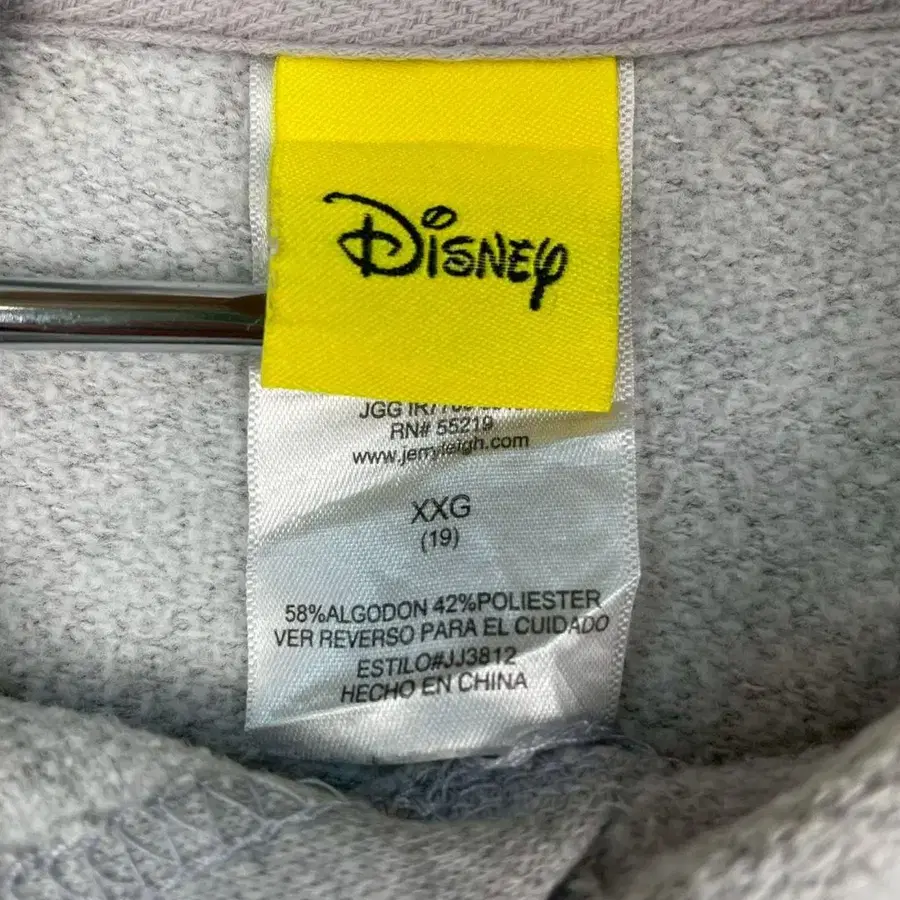 Disney
JGG
RN# 55219
www.jerryleigh.com
XXG
(19)
58%ALGODON 42%POLIESTER
VER REVERSO PARA EL CUIDADO
ESTILO#JJ3812
HECHO EN CHINA